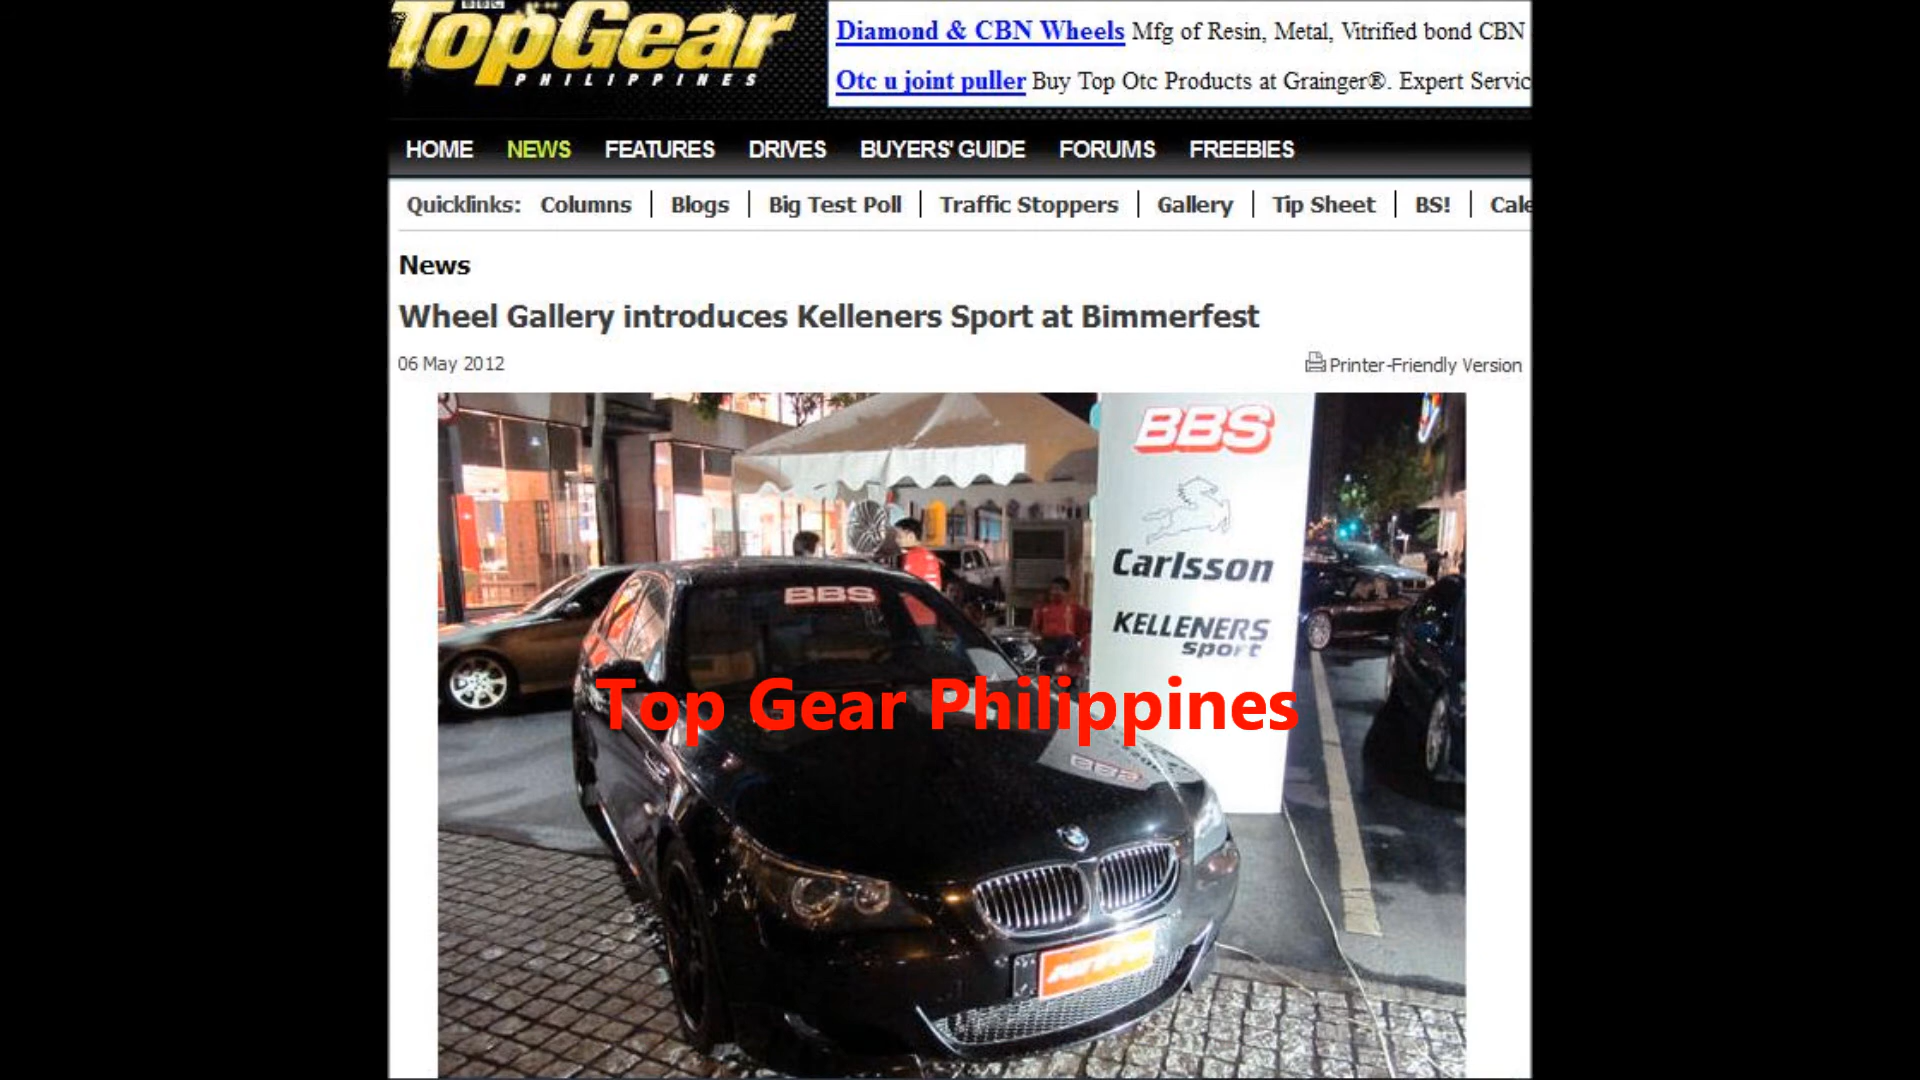 BBC
TopGear
PHILIPPINES
Diamond & CBN Wheels Mfg of Resin, Metal, Vitrified bond CBN
Otc u joint puller Buy Top Otc Products at Grainger®. Expert Servic
HOME NEWS FEATURES DRIVES BUYERS' GUIDE FORUMS FREEBIES
Quicklinks: Columns | Blogs | Big Test Poll | Traffic Stoppers | Gallery | Tip Sheet | BS! | Cale
News
Wheel Gallery introduces Kelleners Sport at Bimmerfest
06 May 2012
Printer-Friendly Version
BBS
Carlsson
KELLENERS
sport
BBS
Top Gear Philippines
BBS